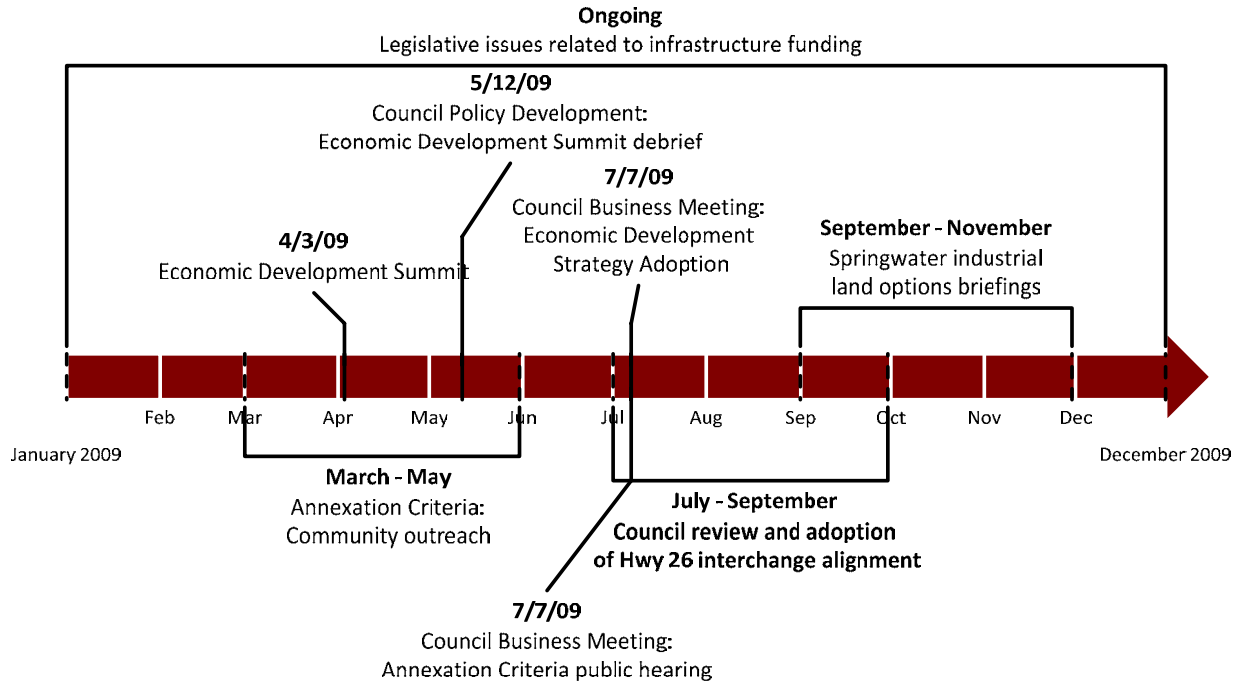 Ongoing
Legislative issues related to infrastructure funding
5/12/09
Council Policy Development:
Economic Development Summit debrief
7/7/09
Council Business Meeting:
Economic Development
Strategy Adoption
4/3/09
Economic Development Summit
September - November
Springwater industrial
land options briefings
Feb
Mar
Apr
May
Jun
Jul
Aug
Sep
Oct
Nov
Dec
January 2009
December 2009
March - May
Annexation Criteria:
Community outreach
July - September
Council review and adoption
of Hwy 26 interchange alignment
7/7/09
Council Business Meeting:
Annexation Criteria public hearing